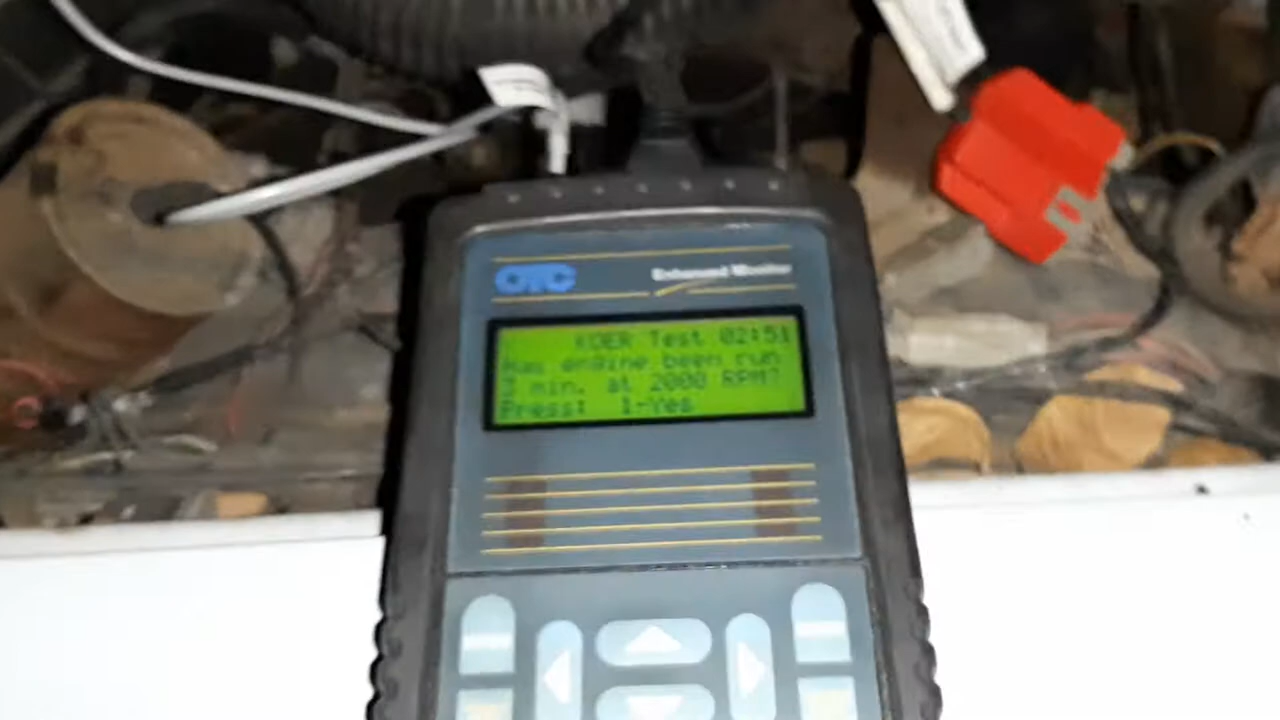 OTC
Enhanced Monitor
KOER Test 02:51
Has engine been run
2 min. at 2000 RPM?
Press: 1-Yes